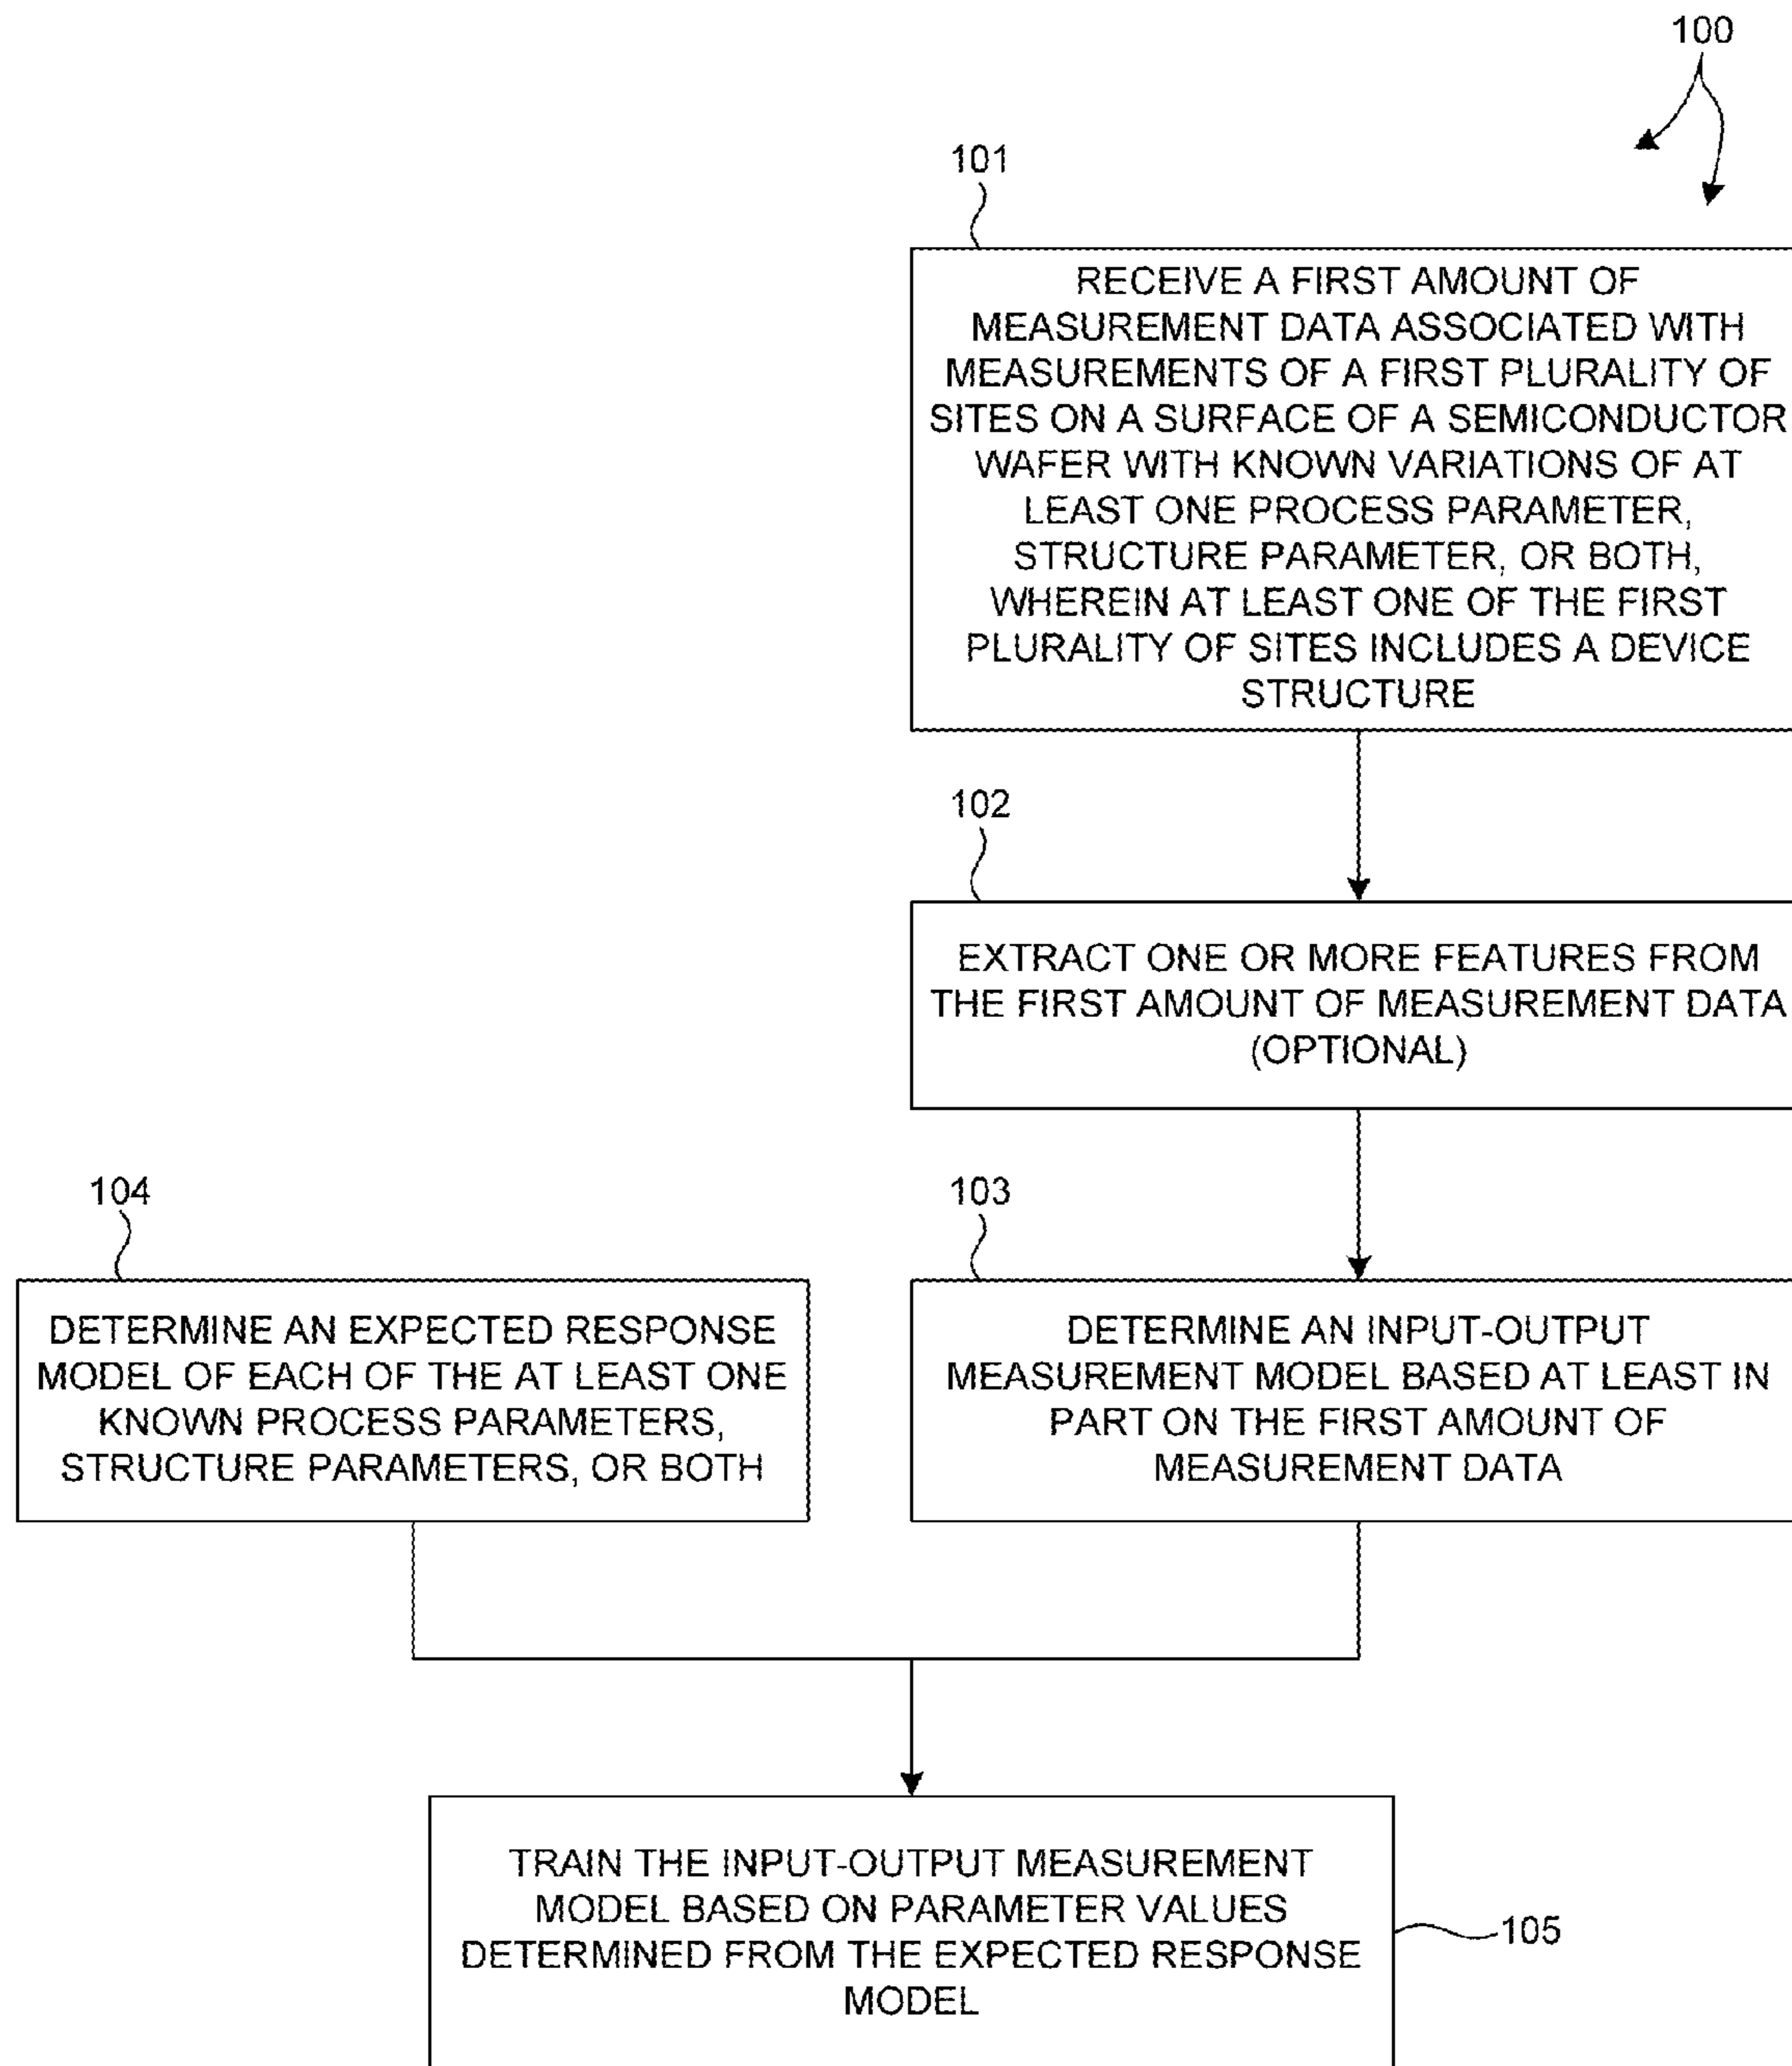 100
101
RECEIVE A FIRST AMOUNT OF
MEASUREMENT DATA ASSOCIATED WITH
MEASUREMENTS OF A FIRST PLURALITY OF
SITES ON A SURFACE OF A SEMICONDUCTOR
WAFER WITH KNOWN VARIATIONS OF AT
LEAST ONE PROCESS PARAMETER,
STRUCTURE PARAMETER, OR BOTH,
WHEREIN AT LEAST ONE OF THE FIRST
PLURALITY OF SITES INCLUDES A DEVICE
STRUCTURE
102
EXTRACT ONE OR MORE FEATURES FROM
THE FIRST AMOUNT OF MEASUREMENT DATA
(OPTIONAL)
104
DETERMINE AN EXPECTED RESPONSE
MODEL OF EACH OF THE AT LEAST ONE
KNOWN PROCESS PARAMETERS,
STRUCTURE PARAMETERS, OR BOTH
103
DETERMINE AN INPUT-OUTPUT
MEASUREMENT MODEL BASED AT LEAST IN
PART ON THE FIRST AMOUNT OF
MEASUREMENT DATA
TRAIN THE INPUT-OUTPUT MEASUREMENT
MODEL BASED ON PARAMETER VALUES
DETERMINED FROM THE EXPECTED RESPONSE
MODEL
105